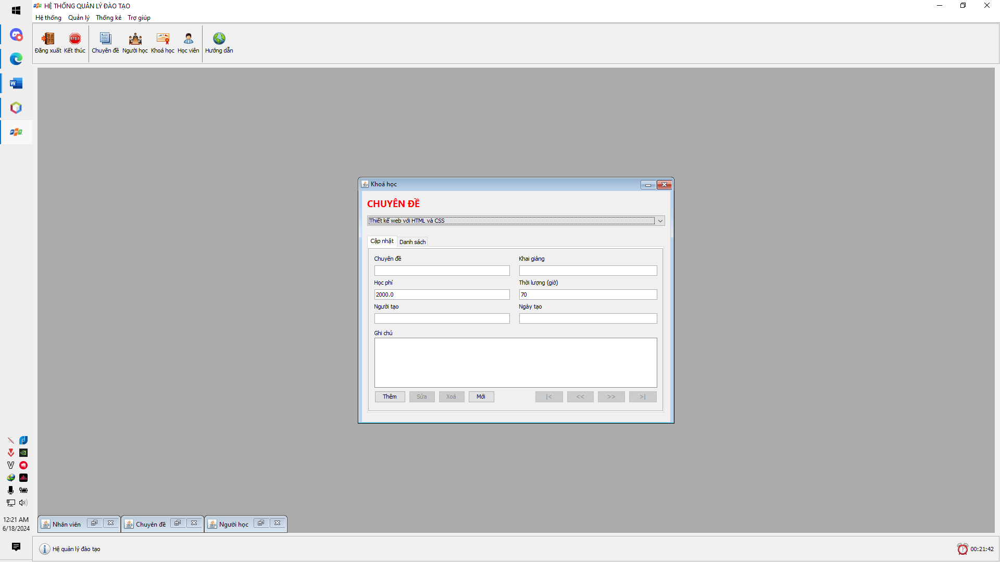 HỆ THỐNG QUẢN LÝ ĐÀO TẠO
Hệ thống Quản lý Thống kê Trợ giúp
STOP
Đăng xuất Kết thúc Chuyên đề Người học Khoá học Học viên Hướng dẫn
W
FPT
Khoá học
CHUYÊN ĐỀ
Thiết kế web với HTML và CSS
Cập nhật Danh sách
Chuyên đề Khai giảng
Học phí Thời lượng (giờ)
2000.0 70
Người tạo Ngày tạo
Ghi chú
Thêm Sửa Xoá Mới |< << >> >|
12:21 AM
6/18/2024
Nhân viên Chuyên đề Người học
Hệ quản lý đào tạo 00:21:42